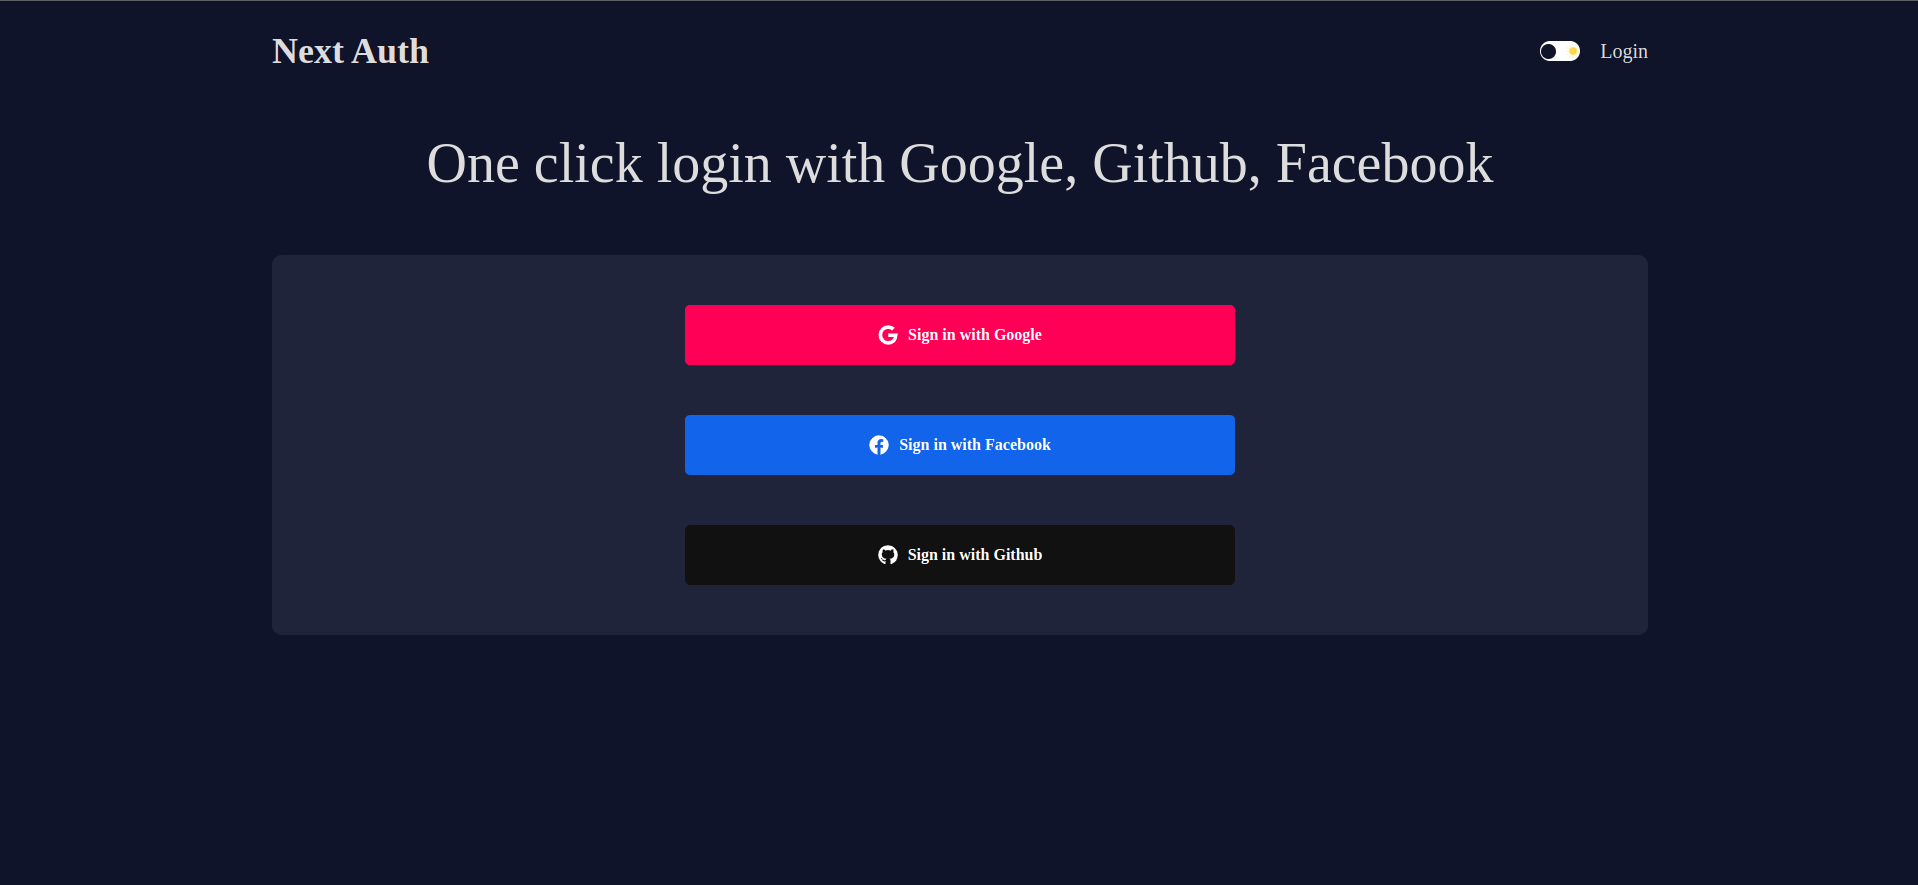 Next Auth
Login
One click login with Google, Github, Facebook
Sign in with Google
Sign in with Facebook
Sign in with Github